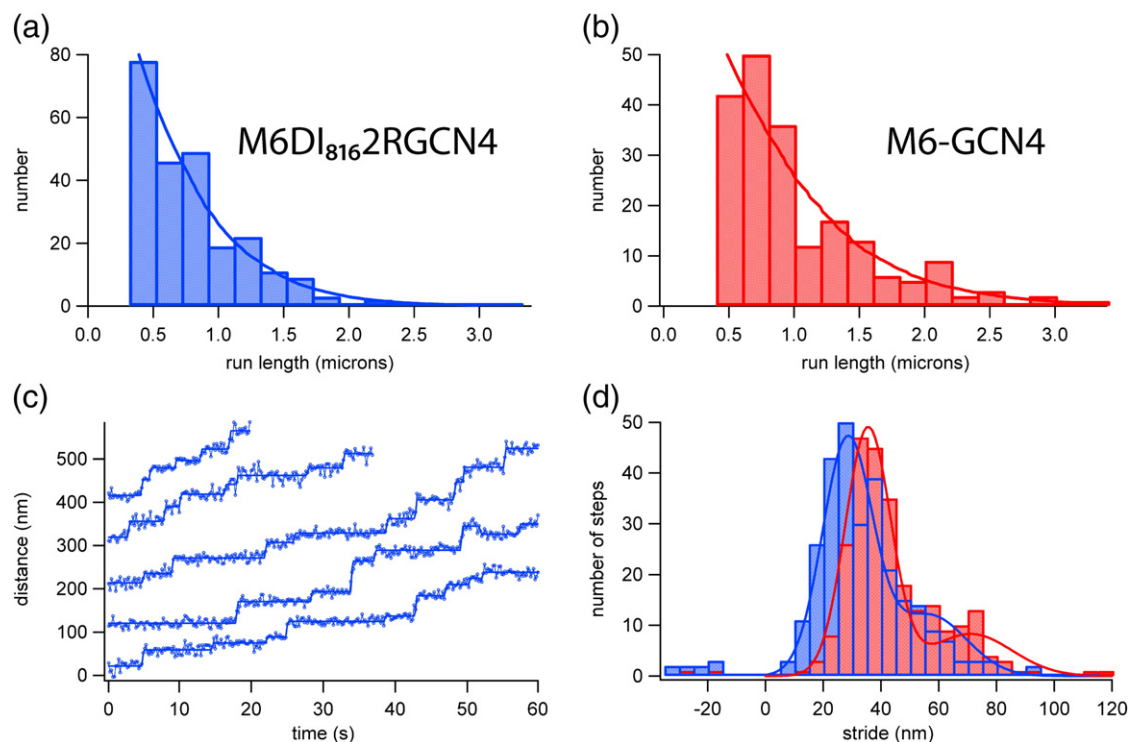 (a)
80
60
40
20
0
number
M6DI8162RGCN4
0.0 0.5 1.0 1.5 2.0 2.5 3.0
run length (microns)
(b)
50
40
30
20
10
0
number
M6-GCN4
0.0 0.5 1.0 1.5 2.0 2.5 3.0
run length (microns)
(c)
500
400
300
200
100
0
distance (nm)
0 10 20 30 40 50 60
time (s)
(d)
50
40
30
20
10
0
number of steps
-20 0 20 40 60 80 100 120
stride (nm)